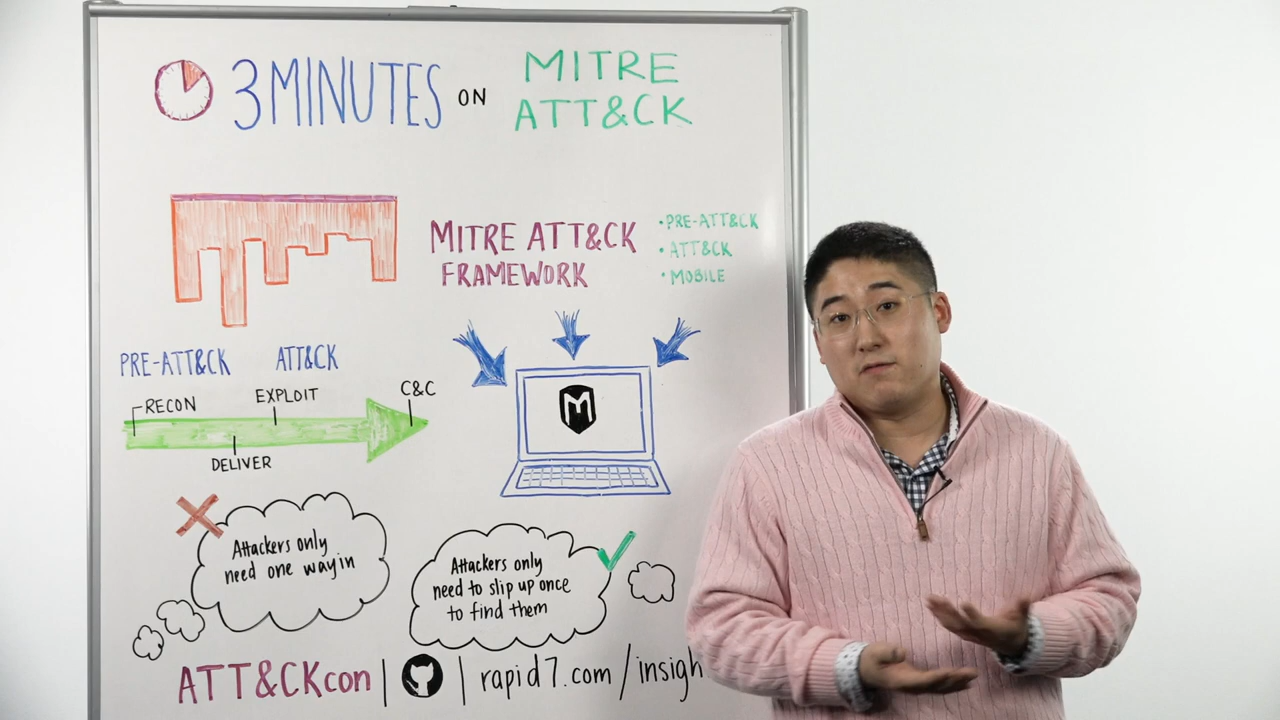 3 MINUTES ON MITRE
ATT&CK
MITRE ATT&CK
FRAMEWORK
• PRE-ATT&CK
• ATT&CK
• MOBILE
PRE-ATT&CK ATT&CK
RECON
EXPLOIT
C&C
DELIVER
M
Attackers only
need one way in
Attackers only
need to slip up once
to find them
ATT&CKcon | | rapid7.com/insigh